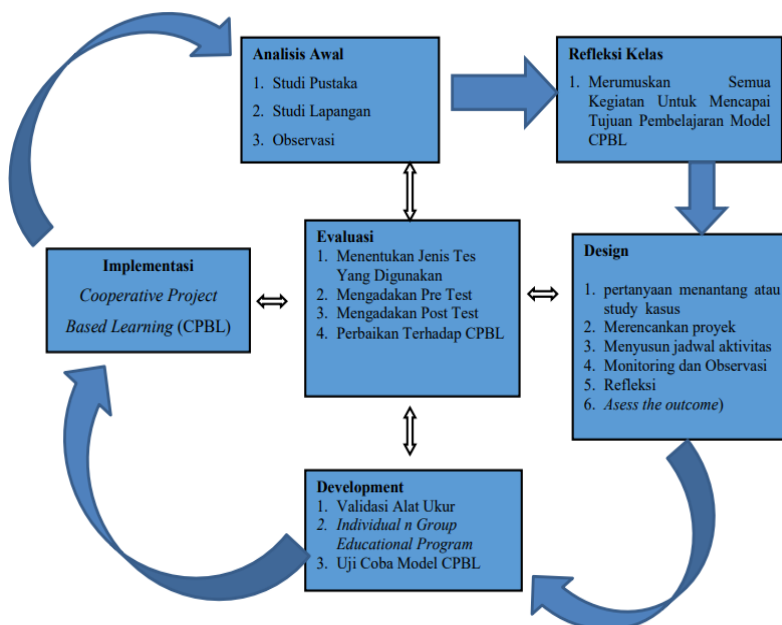 Analisis Awal
1. Studi Pustaka
2. Studi Lapangan
3. Observasi
Refleksi Kelas
1. Merumuskan Semua
Kegiatan Untuk Mencapai
Tujuan Pembelajaran Model
CPBL
Implementasi
Cooperative Project
Based Learning (CPBL)
Evaluasi
1. Menentukan Jenis Tes
Yang Digunakan
2. Mengadakan Pre Test
3. Mengadakan Post Test
4. Perbaikan Terhadap CPBL
Design
1. pertanyaan menantang atau
study kasus
2. Merencankan proyek
3. Menyusun jadwal aktivitas
4. Monitoring dan Observasi
5. Refleksi
6. Asess the outcome)
Development
1. Validasi Alat Ukur
2. Individual n Group
Educational Program
3. Uji Coba Model CPBL